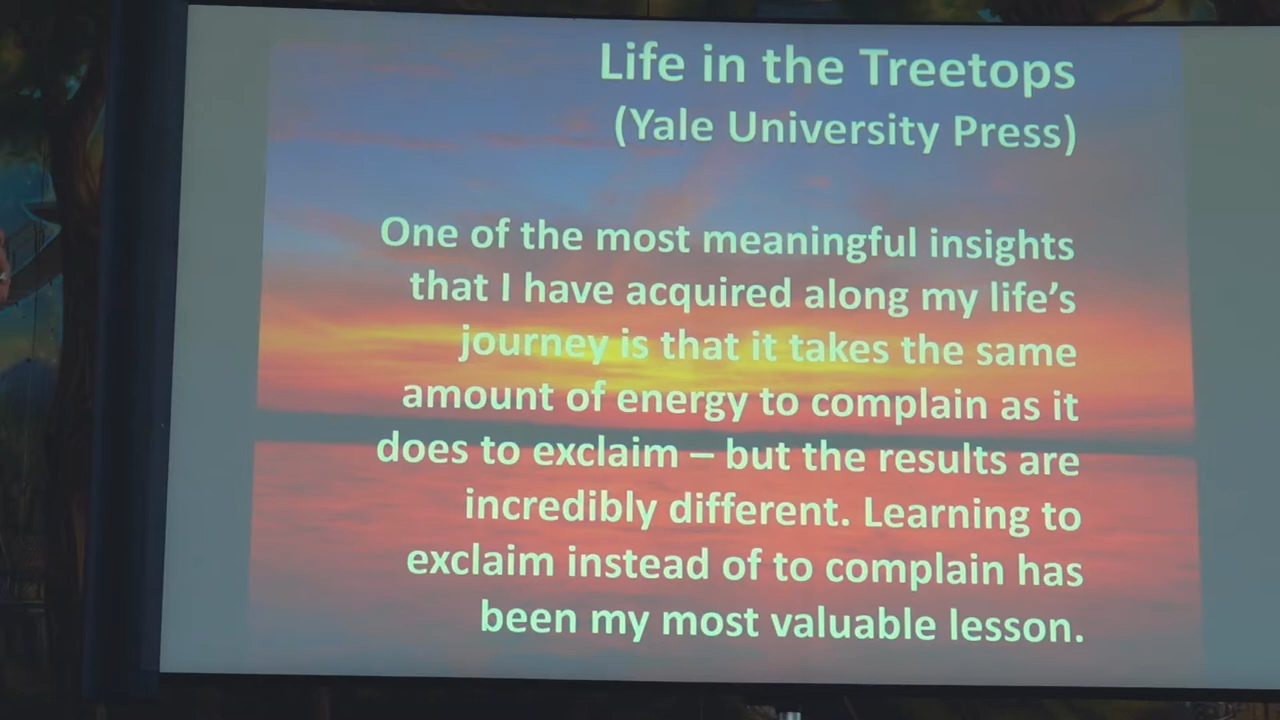 Life in the Treetops
(Yale University Press)
One of the most meaningful insights
that I have acquired along my life’s
journey is that it takes the same
amount of energy to complain as it
does to exclaim – but the results are
incredibly different. Learning to
exclaim instead of to complain has
been my most valuable lesson.